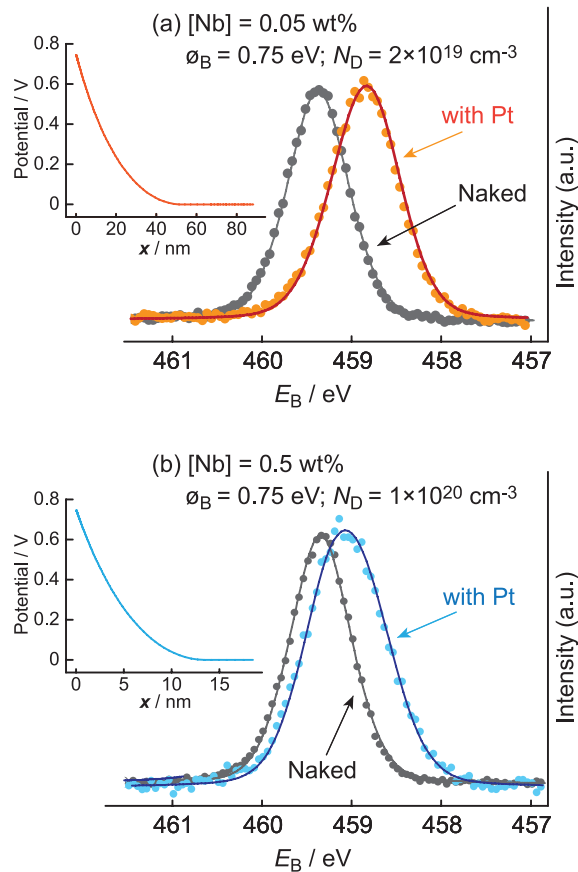 (a) [Nb] = 0.05 wt%
øB = 0.75 eV; ND = 2×10¹⁹ cm-3
0.8
0.6
0.4
0.2
0
Potential / V
0 20 40 60 80
x / nm
with Pt
Naked
Intensity (a.u.)
461 460 459 458 457
EB / eV
(b) [Nb] = 0.5 wt%
øB = 0.75 eV; ND = 1×10²⁰ cm-3
0.8
0.6
0.4
0.2
0
Potential / V
0 5 10 15
x / nm
with Pt
Naked
Intensity (a.u.)
461 460 459 458 457
EB / eV